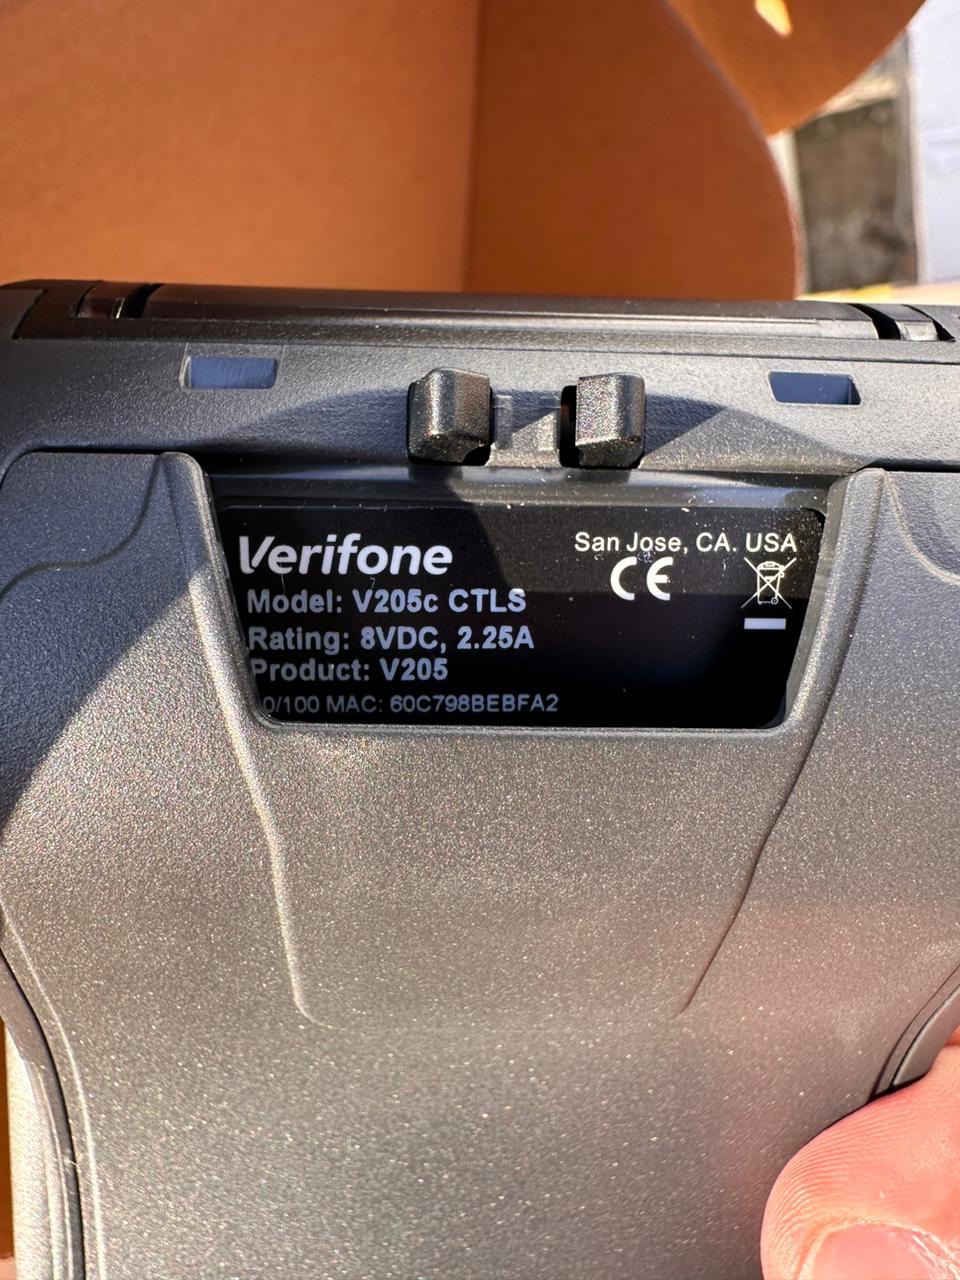 Verifone
San Jose, CA. USA
CE
Model: V205c CTLS
Rating: 8VDC, 2.25A
Product: V205
0/100 MAC: 60C798BEBFA2